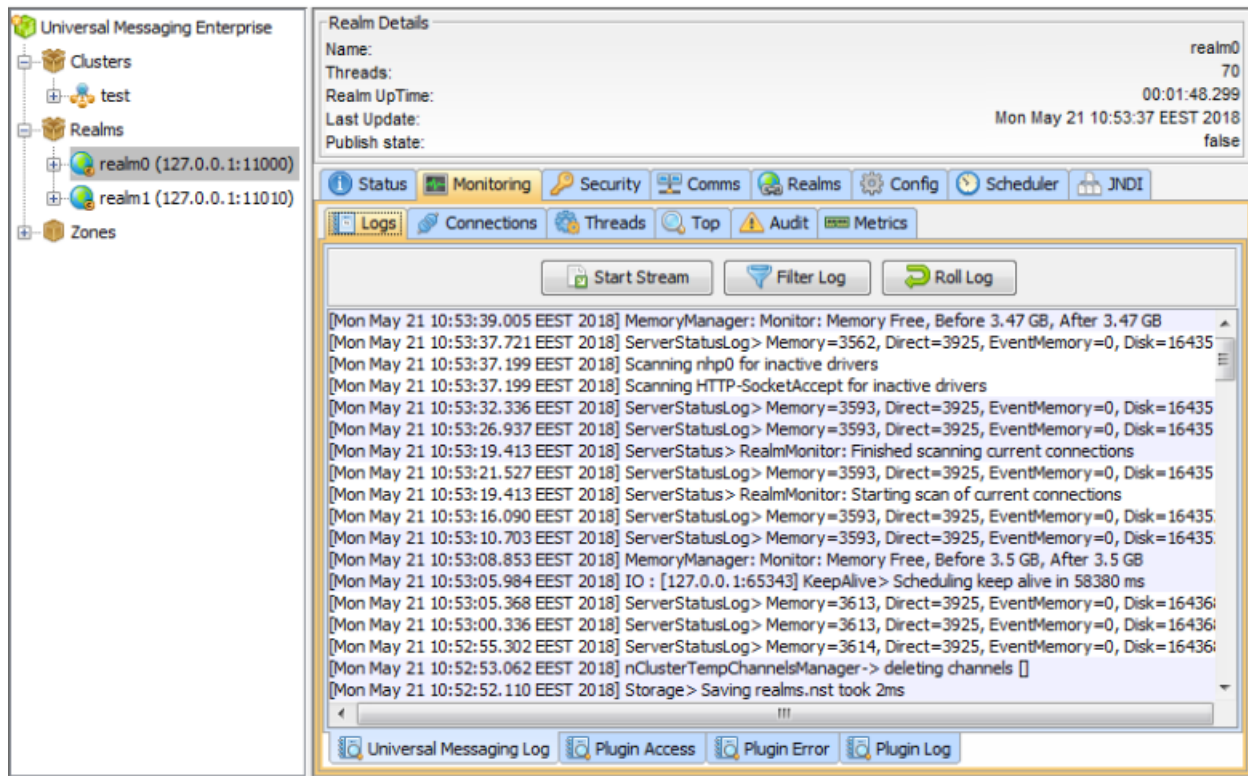 Universal Messaging Enterprise
Clusters
test
Realms
realm0 (127.0.0.1:11000)
realm1 (127.0.0.1:11010)
Zones
Realm Details
Name: realm0
Threads: 70
Realm UpTime: 00:01:48.299
Last Update: Mon May 21 10:53:37 EEST 2018
Publish state: false
Status Monitoring Security Comms Realms Config Scheduler JNDI
Logs Connections Threads Top Audit Metrics
Start Stream Filter Log Roll Log
[Mon May 21 10:53:39.005 EEST 2018] MemoryManager: Monitor: Memory Free, Before 3.47 GB, After 3.47 GB
[Mon May 21 10:53:37.721 EEST 2018] ServerStatusLog> Memory=3562, Direct=3925, EventMemory=0, Disk=16435
[Mon May 21 10:53:37.199 EEST 2018] Scanning nhp0 for inactive drivers
[Mon May 21 10:53:37.199 EEST 2018] Scanning HTTP-SocketAccept for inactive drivers
[Mon May 21 10:53:32.336 EEST 2018] ServerStatusLog> Memory=3593, Direct=3925, EventMemory=0, Disk=16435
[Mon May 21 10:53:26.937 EEST 2018] ServerStatusLog> Memory=3593, Direct=3925, EventMemory=0, Disk=16435
[Mon May 21 10:53:19.413 EEST 2018] ServerStatus> RealmMonitor: Finished scanning current connections
[Mon May 21 10:53:21.527 EEST 2018] ServerStatusLog> Memory=3593, Direct=3925, EventMemory=0, Disk=16435
[Mon May 21 10:53:19.413 EEST 2018] ServerStatus> RealmMonitor: Starting scan of current connections
[Mon May 21 10:53:16.090 EEST 2018] ServerStatusLog> Memory=3593, Direct=3925, EventMemory=0, Disk=16435
[Mon May 21 10:53:10.703 EEST 2018] ServerStatusLog> Memory=3593, Direct=3925, EventMemory=0, Disk=16435
[Mon May 21 10:53:08.853 EEST 2018] MemoryManager: Monitor: Memory Free, Before 3.5 GB, After 3.5 GB
[Mon May 21 10:53:05.984 EEST 2018] IO : [127.0.0.1:65343] KeepAlive> Scheduling keep alive in 58380 ms
[Mon May 21 10:53:05.368 EEST 2018] ServerStatusLog> Memory=3613, Direct=3925, EventMemory=0, Disk=16436
[Mon May 21 10:53:00.336 EEST 2018] ServerStatusLog> Memory=3613, Direct=3925, EventMemory=0, Disk=16436
[Mon May 21 10:52:55.302 EEST 2018] ServerStatusLog> Memory=3614, Direct=3925, EventMemory=0, Disk=16436
[Mon May 21 10:52:53.062 EEST 2018] nClusterTempChannelsManager-> deleting channels []
[Mon May 21 10:52:52.110 EEST 2018] Storage> Saving realms.nst took 2ms
Universal Messaging Log Plugin Access Plugin Error Plugin Log